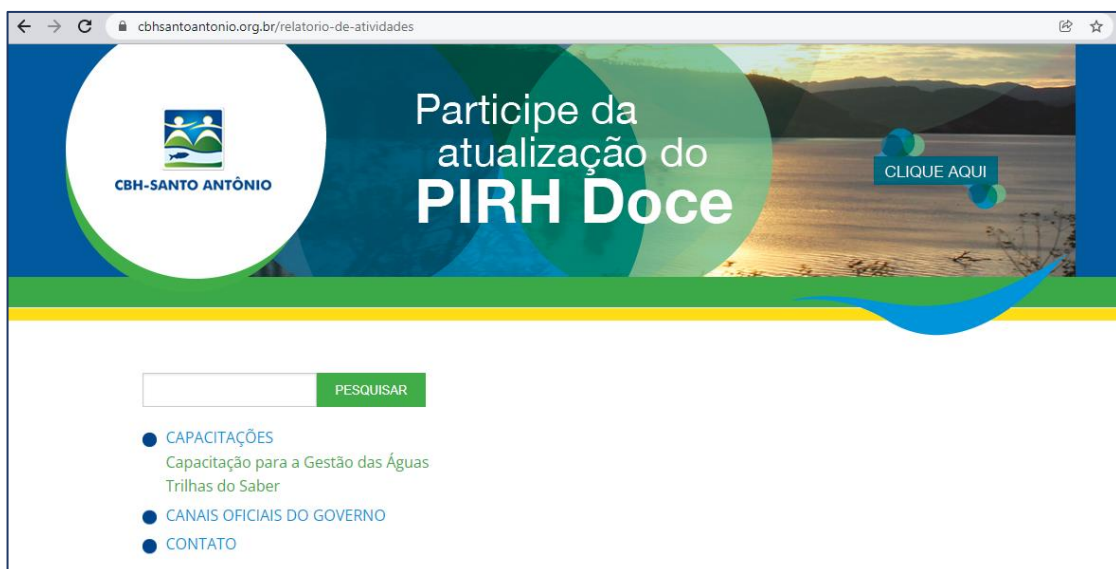 cbhsantoantonio.org.br/relatorio-de-atividades
CBH-SANTO ANTÔNIO
Participe da
atualização do
PIRH Doce
CLIQUE AQUI
PESQUISAR
CAPACITAÇÕES
Capacitação para a Gestão das Águas
Trilhas do Saber
CANAIS OFICIAIS DO GOVERNO
CONTATO